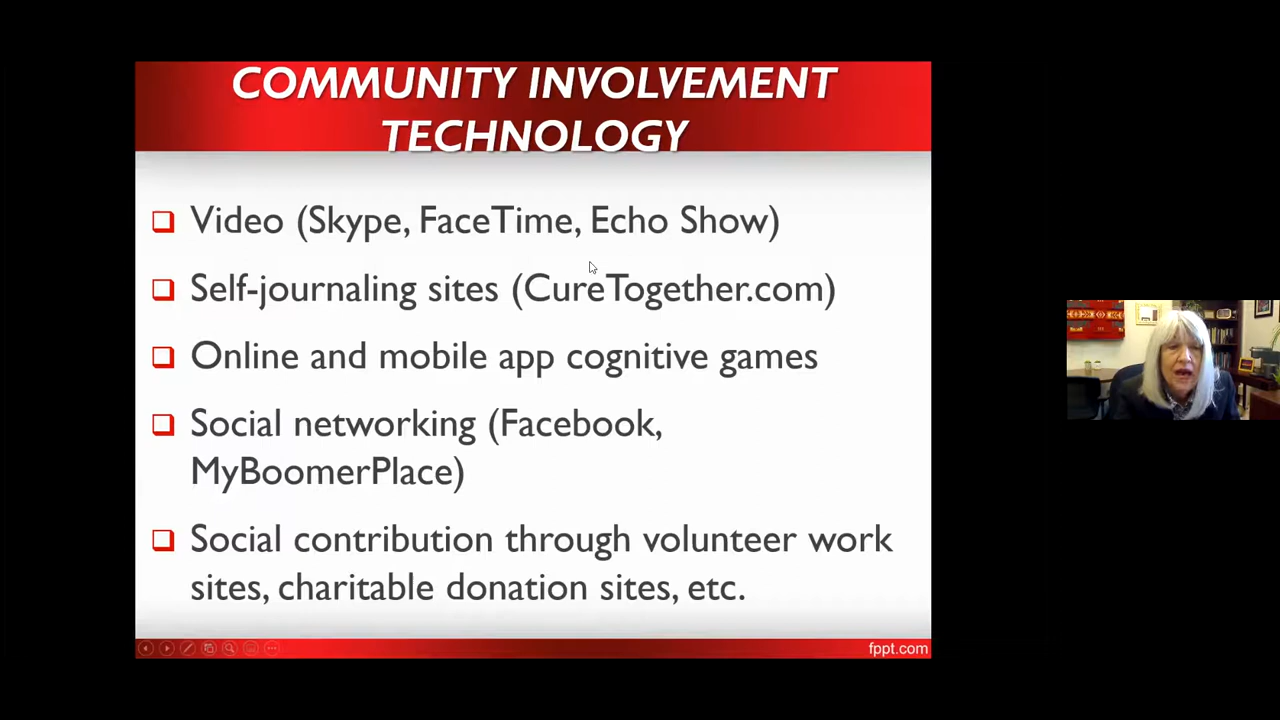 COMMUNITY INVOLVEMENT
TECHNOLOGY
Video (Skype, FaceTime, Echo Show)
Self-journaling sites (CureTogether.com)
Online and mobile app cognitive games
Social networking (Facebook,
MyBoomerPlace)
Social contribution through volunteer work
sites, charitable donation sites, etc.
fppt.com